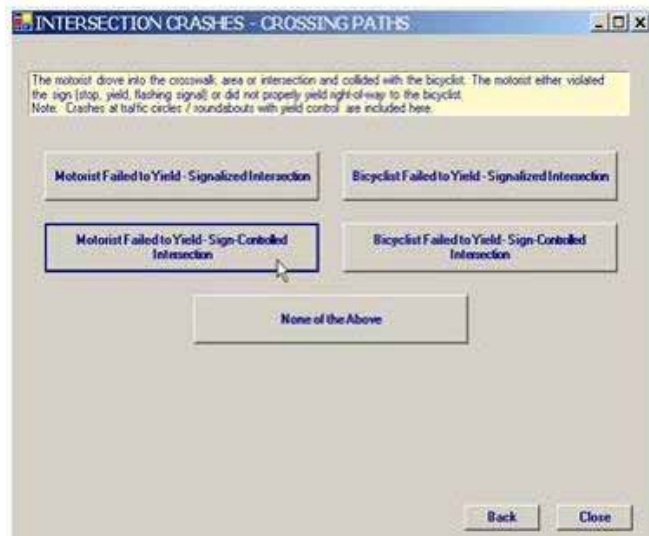 INTERSECTION CRASHES - CROSSING PATHS
The motorist drove into the crosswalk area or intersection and collided with the bicyclist. The motorist either violated
the sign (stop, yield, flashing signal) or did not properly yield right-of-way to the bicyclist.
Note: Crashes at traffic circles / roundabouts with yield control are included here.
Motorist Failed to Yield - Signalized Intersection
Bicyclist Failed to Yield - Signalized Intersection
Motorist Failed to Yield - Sign-Controlled
Intersection
Bicyclist Failed to Yield - Sign-Controlled
Intersection
None of the Above
Back
Close